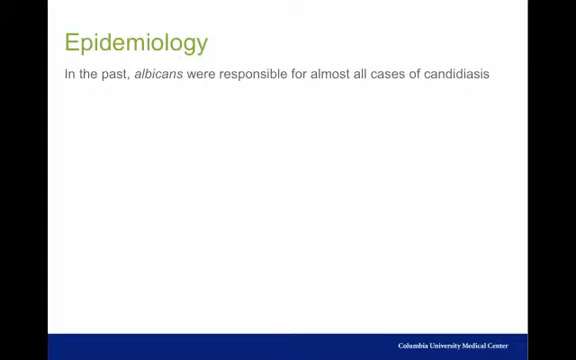 Epidemiology
In the past, albicans were responsible for almost all cases of candidiasis
Columbia University Medical Center